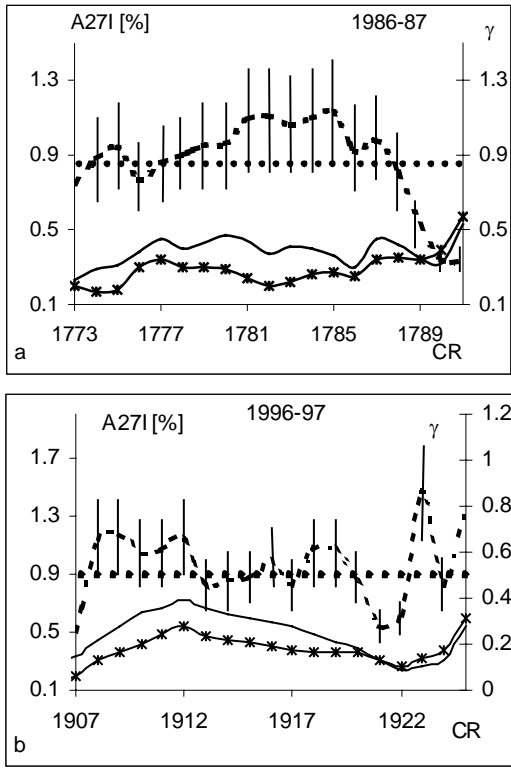 A27I [%] 1986-87 γ
1.3 1.3
0.9 0.9
0.5 0.5
0.1 0.1
1773 1777 1781 1785 1789
CR
a
A27I [%] 1996-97 γ
1.2
1.7 1
1.3 0.8
0.6
0.9
0.4
0.5 0.2
0.1 0
1907 1912 1917 1922 CR
b